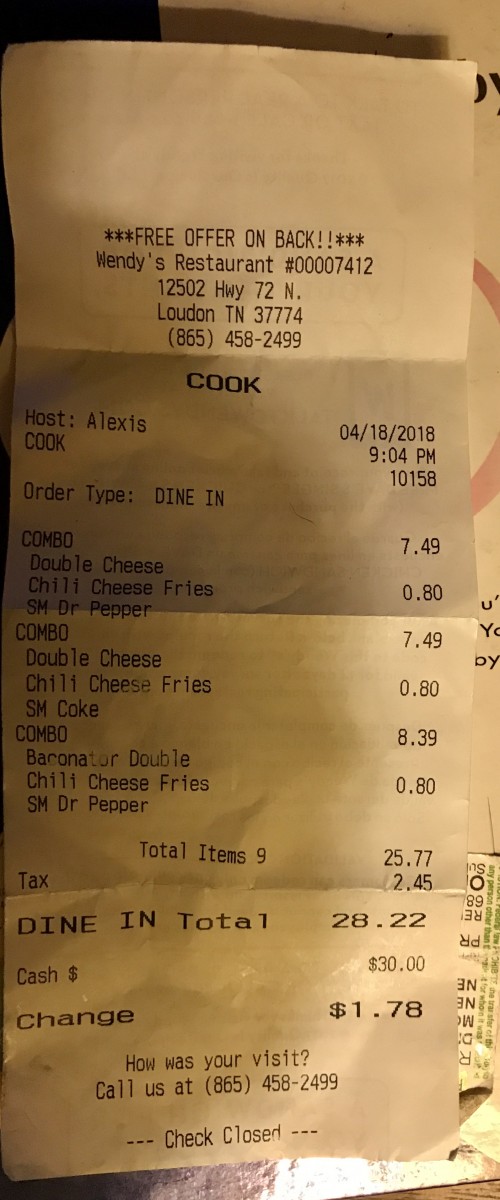 ***FREE OFFER ON BACK!!***
Wendy's Restaurant #00007412
12502 Hwy 72 N.
Loudon TN 37774
(865) 458-2499
COOK
Host: Alexis
COOK 04/18/2018
9:04 PM
10158
Order Type: DINE IN
COMBO 7.49
Double Cheese
Chili Cheese Fries 0.80
SM Dr Pepper
COMBO 7.49
Double Cheese
Chili Cheese Fries 0.80
SM Coke
COMBO 8.39
Baconator Double
Chili Cheese Fries 0.80
SM Dr Pepper
Total Items 9 25.77
Tax 2.45
DINE IN Total 28.22
Cash $ $30.00
Change $1.78
How was your visit?
Call us at (865) 458-2499
--- Check Closed ---
by